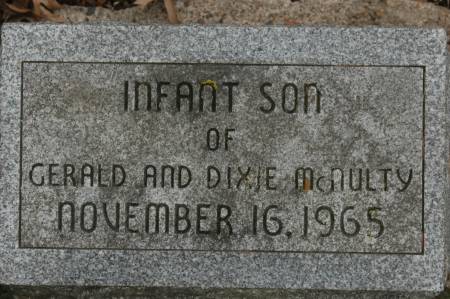 INFANT SON
OF
GERALD AND DIXIE McNULTY
NOVEMBER 16, 1965